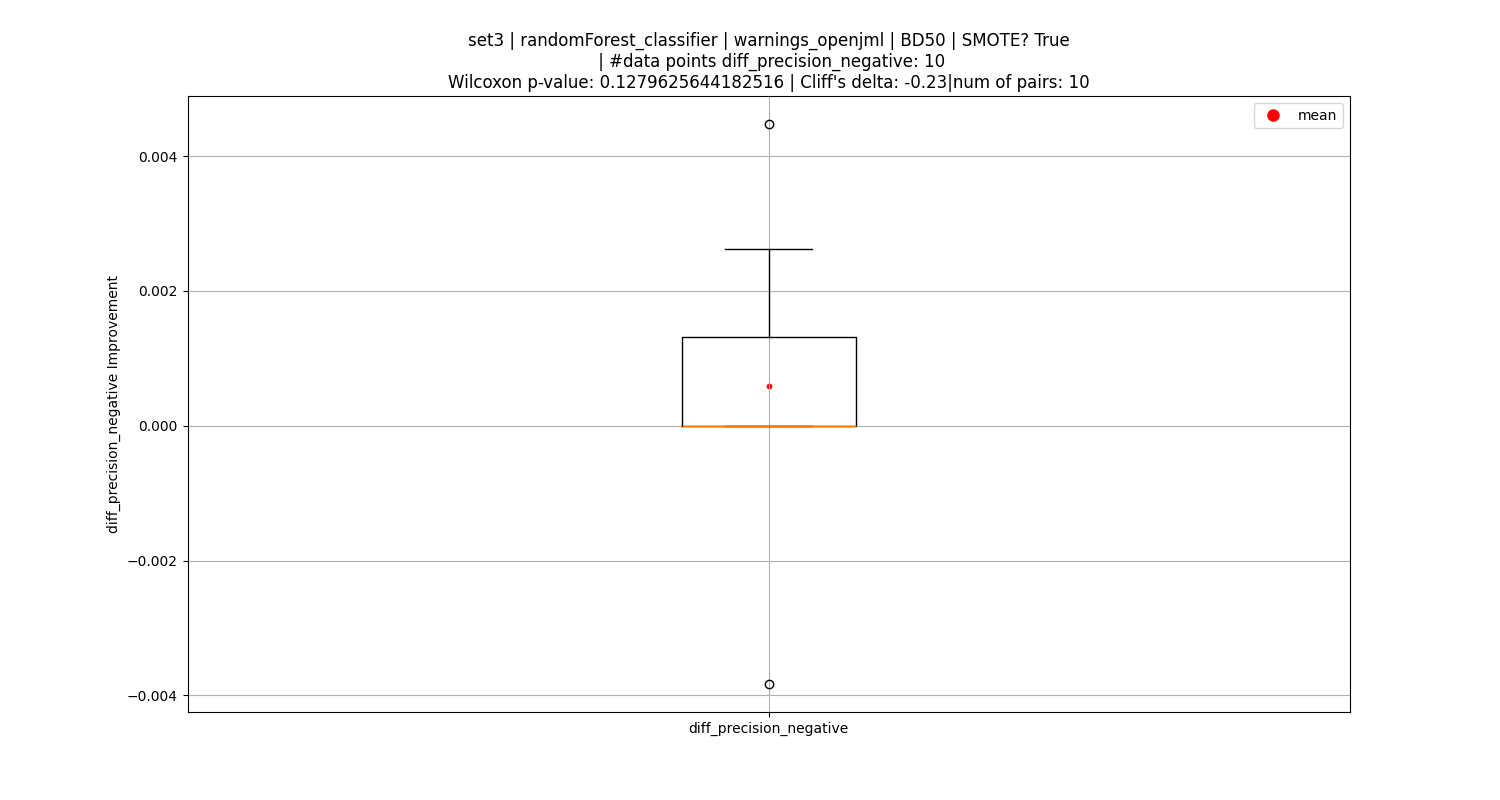 set3 | randomForest_classifier | warnings_openjml | BD50 | SMOTE? True
| #data points diff_precision_negative: 10
Wilcoxon p-value: 0.1279625644182516 | Cliff's delta: -0.23|num of pairs: 10
mean
0.004
0.002
0.000
−0.002
−0.004
diff_precision_negative Improvement
diff_precision_negative